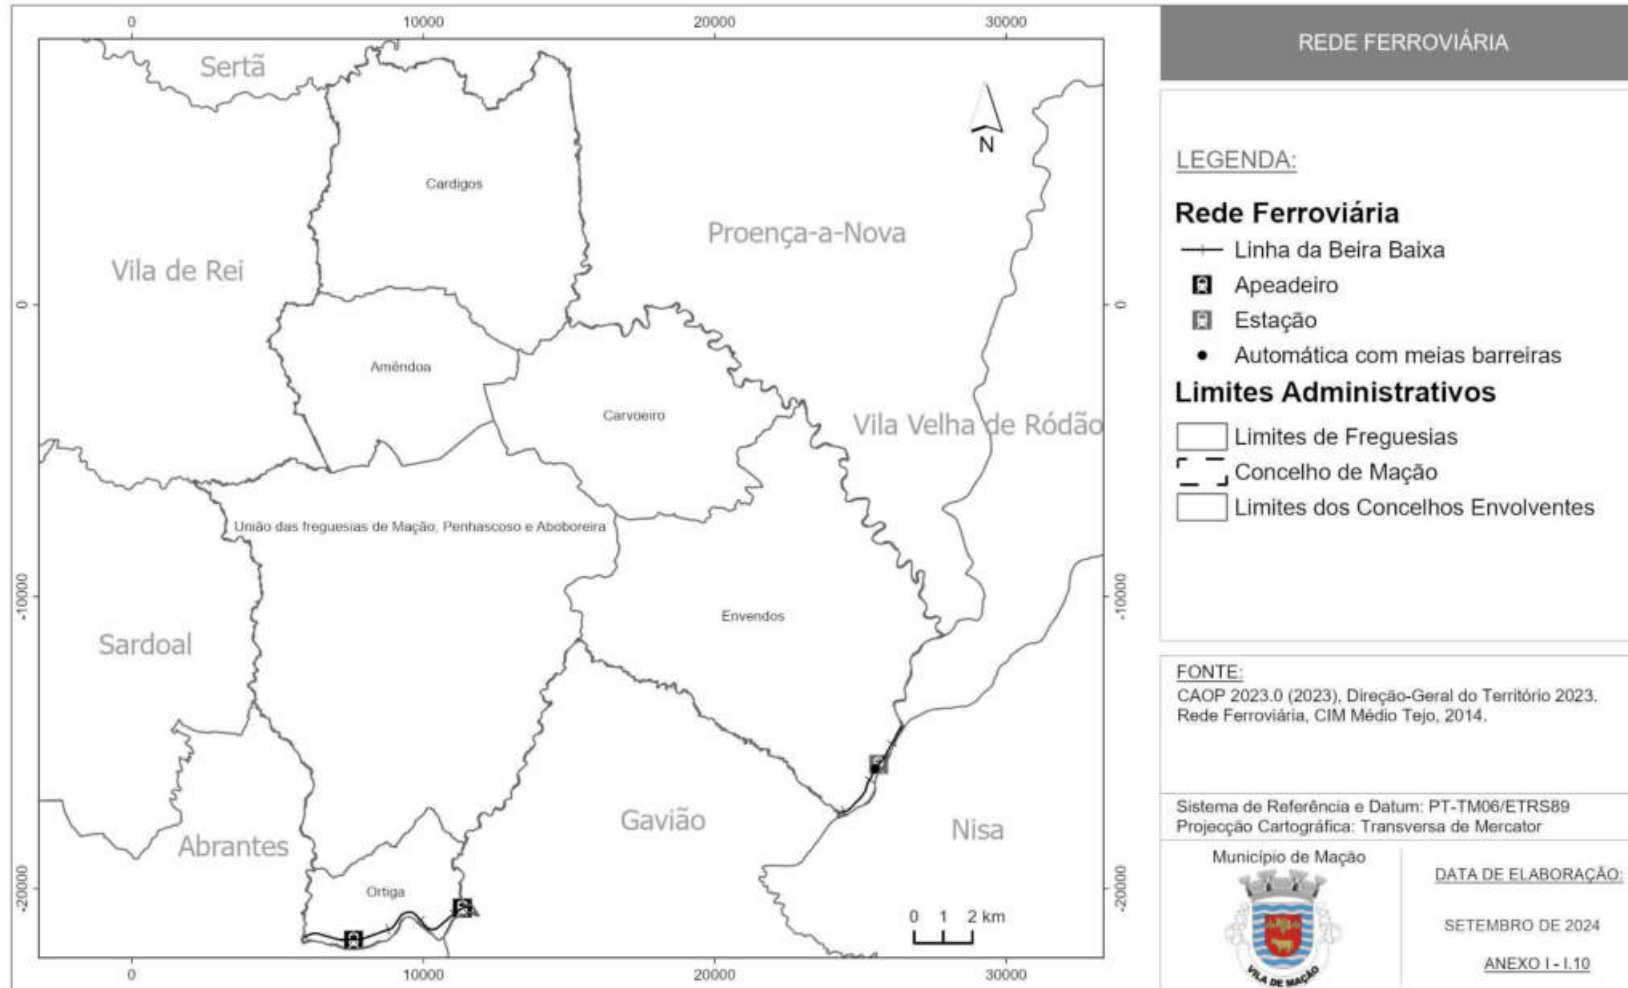 0 10000 20000 30000
Sertã
N
Cardigos
Proença-a-Nova
Vila de Rei
0 0
Amêndoa
Carvoeiro
Vila Velha de Ródão
União das freguesias de Mação, Penhascoso e Aboboreira
-10000 -10000
Envendos
Sardoal
Gavião
Nisa
Abrantes
Ortiga
-20000 -20000
0 1 2 km
0 10000 20000 30000
REDE FERROVIÁRIA
LEGENDA:
Rede Ferroviária
Linha da Beira Baixa
Apeadeiro
Estação
Automática com meias barreiras
Limites Administrativos
Limites de Freguesias
Concelho de Mação
Limites dos Concelhos Envolventes
FONTE:
CAOP 2023.0 (2023), Direção-Geral do Território 2023.
Rede Ferroviária, CIM Médio Tejo, 2014.
Sistema de Referência e Datum: PT-TM06/ETRS89
Projecção Cartográfica: Transversa de Mercator
Município de Mação
VILA DE MAÇÃO
DATA DE ELABORAÇÃO:
SETEMBRO DE 2024
ANEXO I - I.10